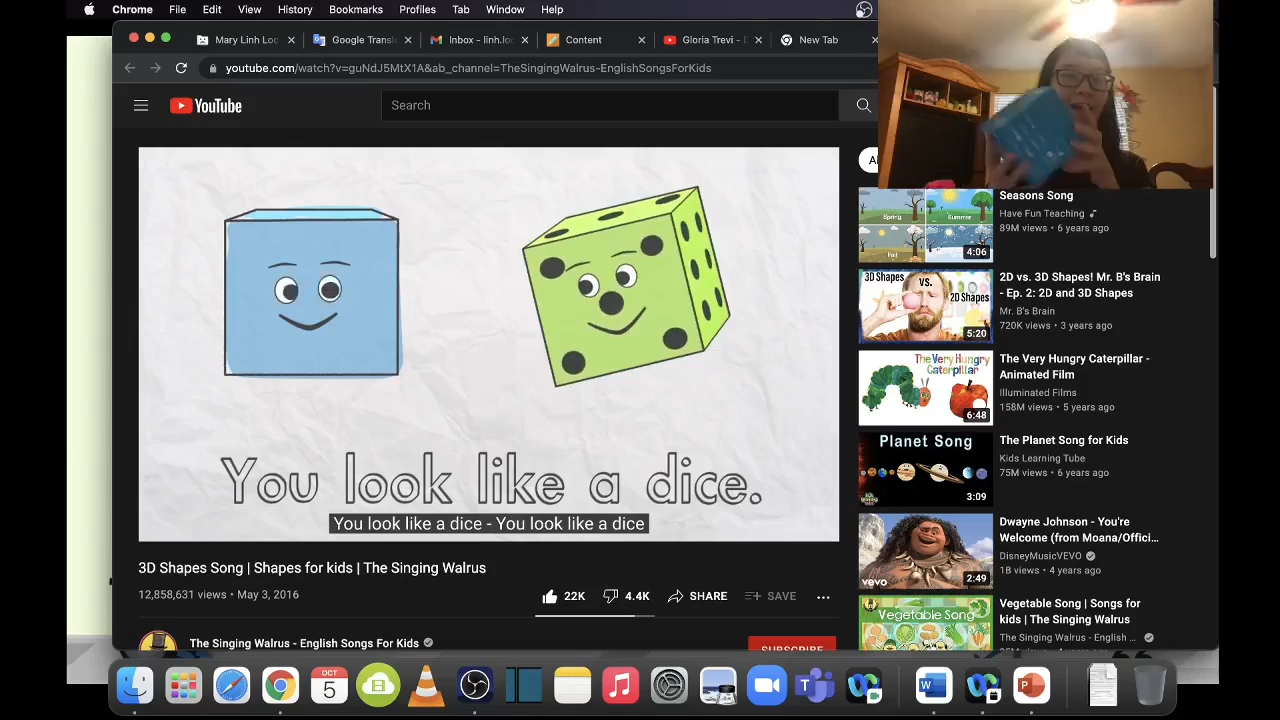 Chrome File Edit View History Bookmarks Profiles Tab Window Help
Mary Linh Loc Google Transl Inbox - linh.lo Content Gloria Trevi - D New Tab
youtube.com/watch?v=guNdJ5MtX1A&ab_channel=TheSingingWalrus-EnglishSongsForKids
YouTube
Search
You look like a dice.
You look like a dice - You look like a dice
3D Shapes Song | Shapes for kids | The Singing Walrus
12,858,631 views • May 3, 2016
22K 4.4K SHARE SAVE
The Singing Walrus - English Songs For Kids
SUBSCRIBE
Spring Summer
Fall
4:06
Seasons Song
Have Fun Teaching
89M views • 6 years ago
3D Shapes VS. 2D Shapes
5:20
2D vs. 3D Shapes! Mr. B's Brain
- Ep. 2: 2D and 3D Shapes
Mr. B's Brain
720K views • 3 years ago
The Very Hungry
Caterpillar
6:48
The Very Hungry Caterpillar -
Animated Film
Illuminated Films
158M views • 5 years ago
Planet Song
3:09
The Planet Song for Kids
Kids Learning Tube
75M views • 6 years ago
vevo
2:49
Dwayne Johnson - You're
Welcome (from Moana/Offici...
DisneyMusicVEVO
1B views • 4 years ago
Vegetable Song
Vegetable Song | Songs for
kids | The Singing Walrus
The Singing Walrus - English ...
OCT
5